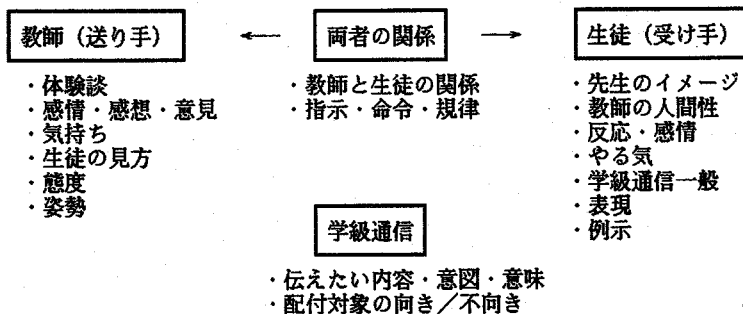 教師（送り手）
・体験談
・感情・感想・意見
・気持ち
・生徒の見方
・態度
・姿勢
← 両者の関係 →
・教師と生徒の関係
・指示・命令・規律
生徒（受け手）
・先生のイメージ
・教師の人間性
・反応・感情
・やる気
・学級通信一般
・表現
・例示
学級通信
・伝えたい内容・意図・意味
・配付対象の向き／不向き